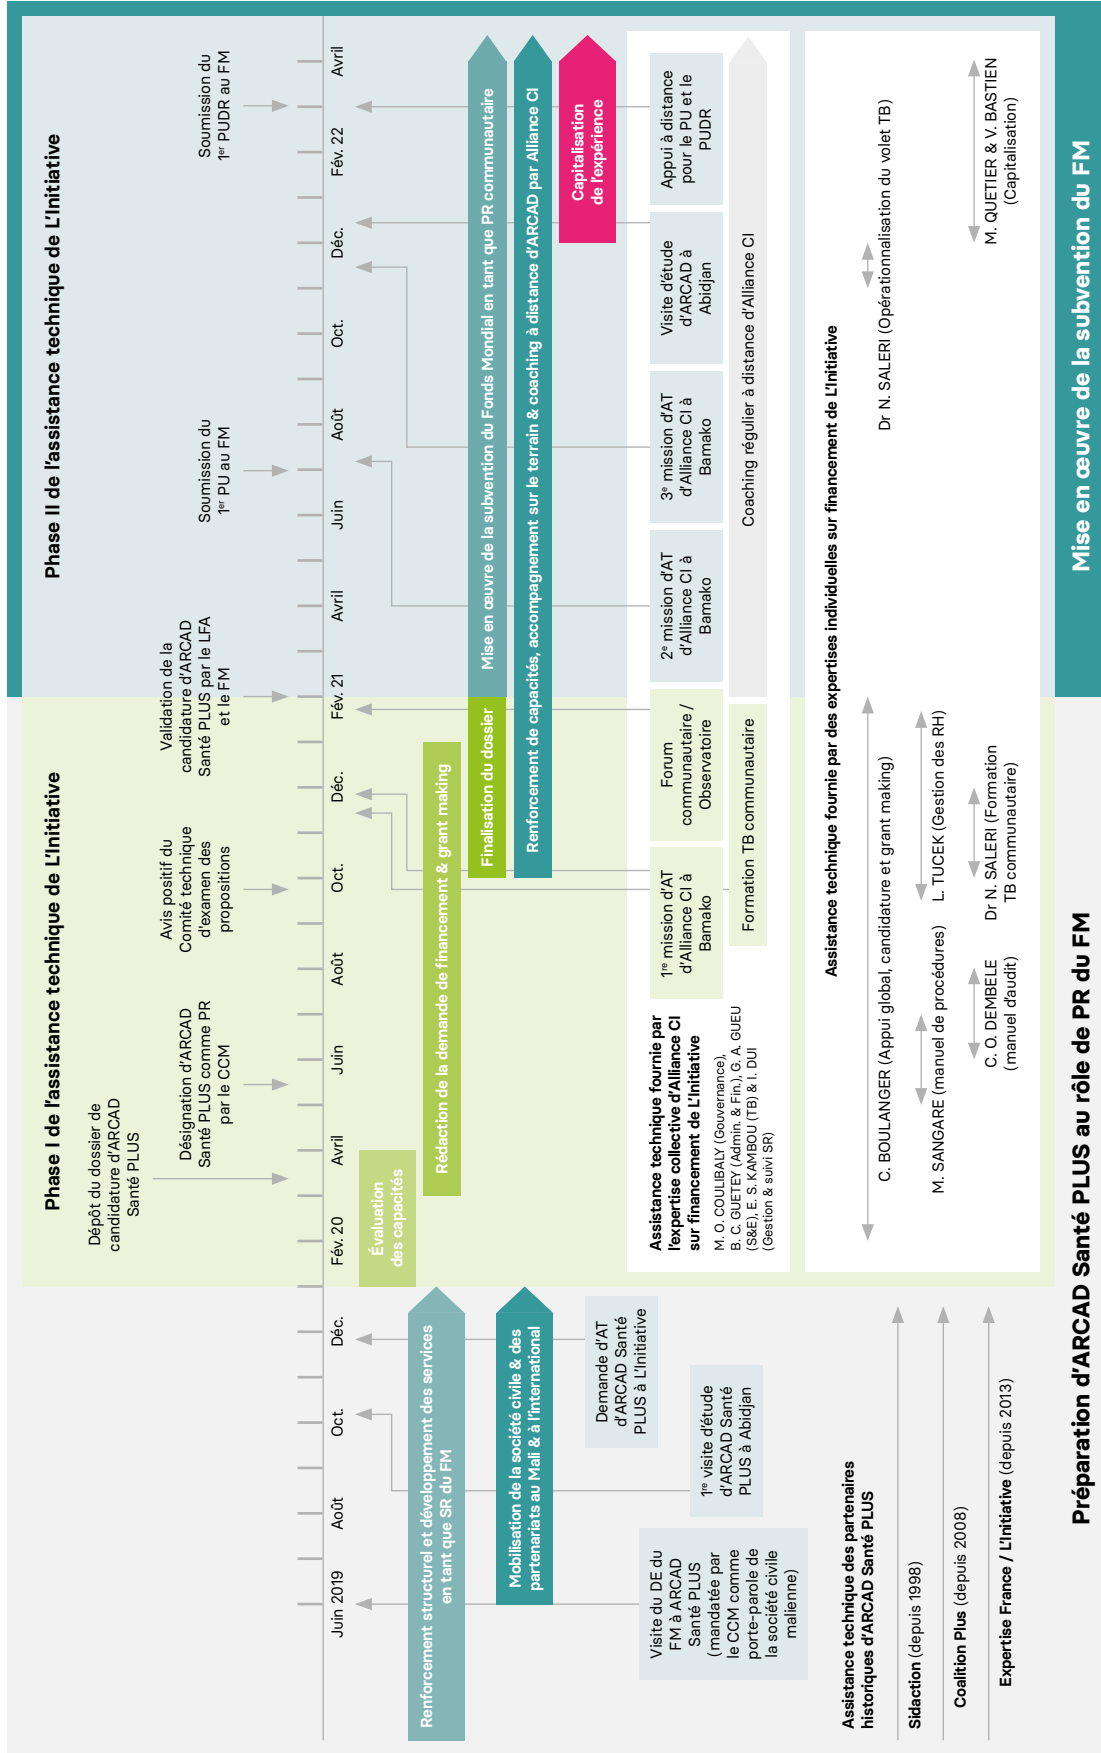 Phase I de l'assistance technique de L'Initiative
Phase II de l'assistance technique de L'Initiative
Dépôt du dossier de
candidature d'ARCAD
Santé PLUS
Désignation d'ARCAD
Santé PLUS comme PR
par le CCM
Avis positif du
Comité technique
d'examen des
propositions
Validation de la
candidature d'ARCAD
Santé PLUS par le LFA
et le FM
Soumission du
1er PU au FM
Soumission du
1er PUDR au FM
Juin 2019
Août
Oct.
Déc.
Fév. 20
Avril
Juin
Août
Oct.
Déc.
Fév. 21
Avril
Juin
Août
Oct.
Déc.
Fév. 22
Avril
Évaluation
des capacités
Renforcement structurel et développement des services
en tant que SR du FM
Rédaction de la demande de financement & grant making
Finalisation du dossier
Mise en œuvre de la subvention du Fonds Mondial en tant que PR communautaire
Mobilisation de la société civile & des
partenariats au Mali & à l'international
Renforcement de capacités, accompagnement sur le terrain & coaching à distance d'ARCAD par Alliance CI
Capitalisation
de l'expérience
Visite du DE du
FM à ARCAD
Santé PLUS
(mandatée par
le CCM comme
porte-parole de
la société civile
malienne)
1re visite d'étude
d'ARCAD Santé
PLUS à Abidjan
Demande d'AT
d'ARCAD Santé
PLUS à L'Initiative
Assistance technique fournie par
l'expertise collective d'Alliance CI
sur financement de L'Initiative
M. O. COULIBALY (Gouvernance),
B. C. GUETEY (Admin. & Fin.), G. A. GUEU
(S&E), E. S. KAMBOU (TB) & I. DUI
(Gestion & suivi SR)
1re mission d'AT
d'Alliance CI à
Bamako
Forum
communautaire /
Observatoire
2e mission d'AT
d'Alliance CI à
Bamako
3e mission d'AT
d'Alliance CI à
Bamako
Visite d'étude
d'ARCAD à
Abidjan
Appui à distance
pour le PU et le
PUDR
Formation TB communautaire
Coaching régulier à distance d'Alliance CI
Assistance technique des partenaires
historiques d'ARCAD Santé PLUS
Sidaction (depuis 1998)
Coalition Plus (depuis 2008)
Expertise France / L'Initiative (depuis 2013)
Assistance technique fournie par des expertises individuelles sur financement de L'Initiative
C. BOULANGER (Appui global, candidature et grant making)
Dr N. SALERI (Opérationnalisation du volet TB)
M. SANGARE (manuel de procédures)
L. TUCEK (Gestion des RH)
C. O. DEMBELE
(manuel d'audit)
Dr N. SALERI (Formation
TB communautaire)
M. QUETIER & V. BASTIEN
(Capitalisation)
Préparation d'ARCAD Santé PLUS au rôle de PR du FM
Mise en œuvre de la subvention du FM